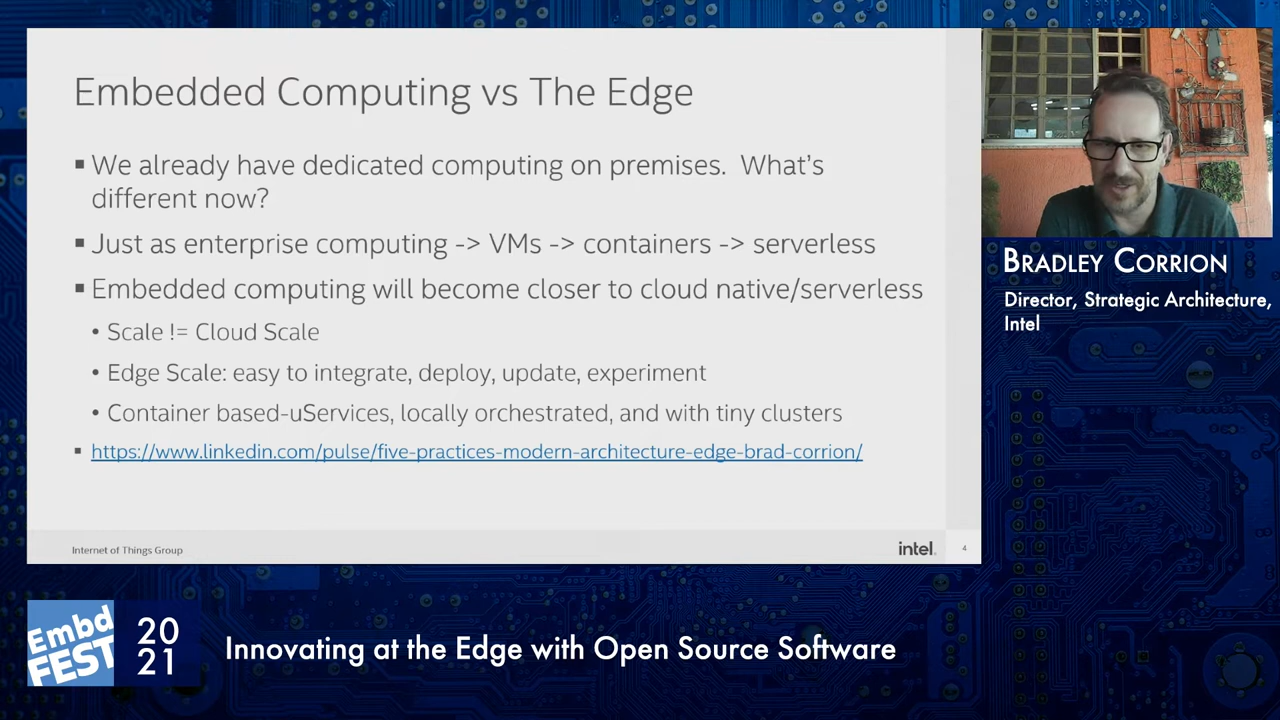 Embedded Computing vs The Edge
▪ We already have dedicated computing on premises.  What's
different now?
▪ Just as enterprise computing -> VMs -> containers -> serverless
▪ Embedded computing will become closer to cloud native/serverless
• Scale != Cloud Scale
• Edge Scale: easy to integrate, deploy, update, experiment
• Container based-uServices, locally orchestrated, and with tiny clusters
▪ https://www.linkedin.com/pulse/five-practices-modern-architecture-edge-brad-corrion/
Internet of Things Group
intel.
4
BRADLEY CORRION
Director, Strategic Architecture,
Intel
Embd
FEST
20
21
Innovating at the Edge with Open Source Software